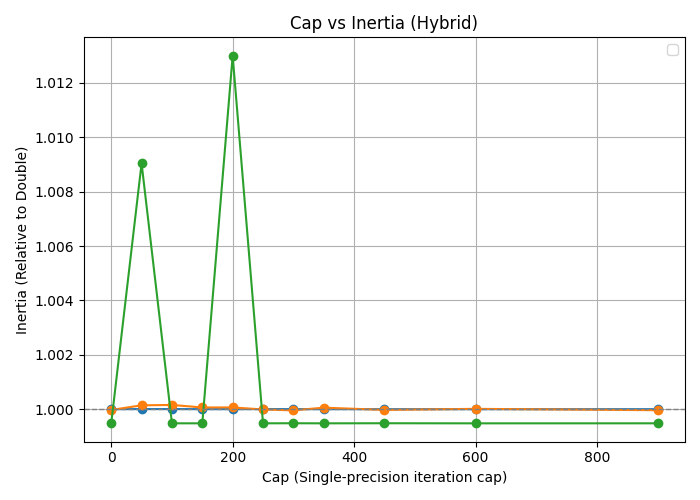 Cap vs Inertia (Hybrid)
Inertia (Relative to Double)
1.012
1.010
1.008
1.006
1.004
1.002
1.000
0 200 400 600 800
Cap (Single-precision iteration cap)